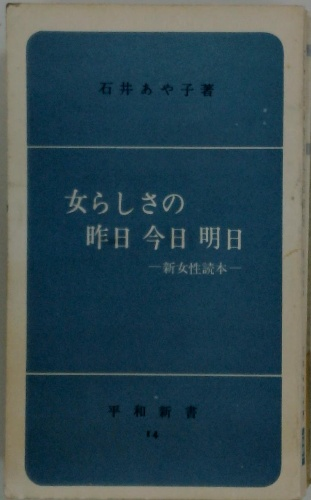 石井あや子著
女らしさの
昨日 今日 明日
―新女性読本―
平和新書
14